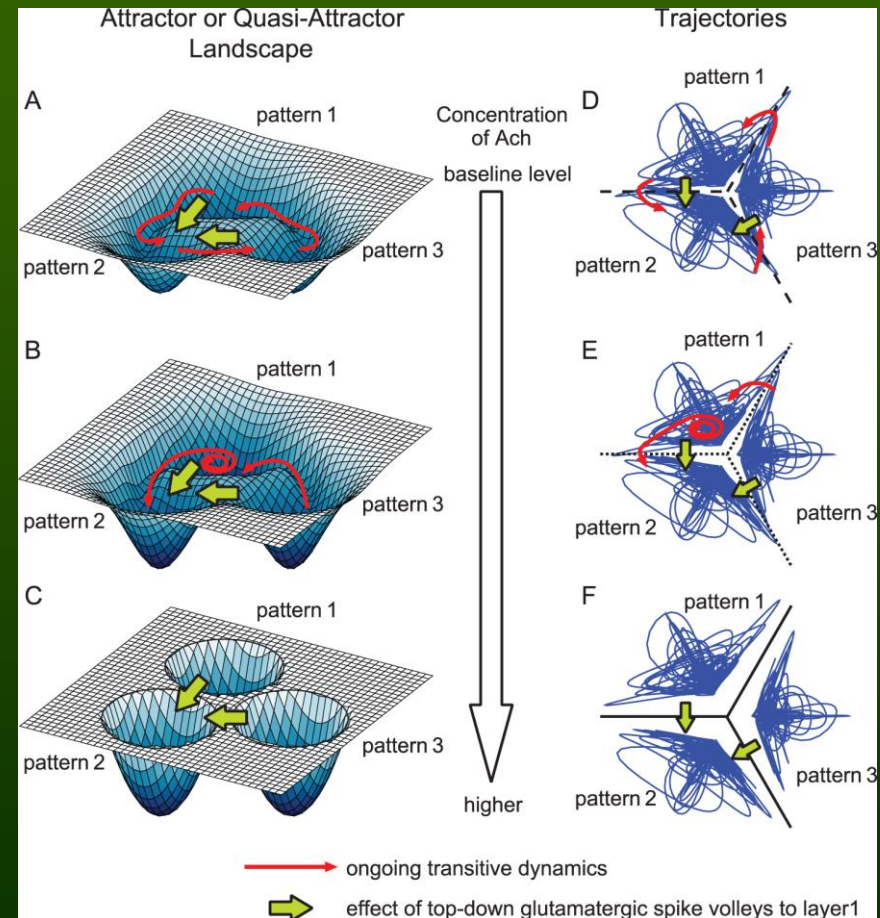 Attractor or Quasi-Attractor
Landscape
Trajectories
A
pattern 1
pattern 2
pattern 3
Concentration
of Ach
baseline level
D
pattern 1
pattern 2
pattern 3
B
pattern 1
pattern 2
pattern 3
E
pattern 1
pattern 2
pattern 3
C
pattern 1
pattern 2
pattern 3
higher
F
pattern 1
pattern 2
pattern 3
ongoing transitive dynamics
effect of top-down glutamatergic spike volleys to layer1